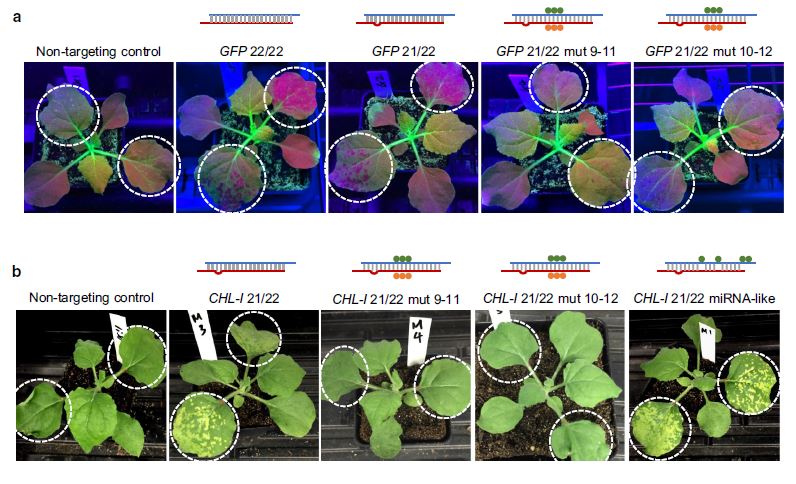 a
Non-targeting control
GFP 22/22
GFP 21/22
GFP 21/22 mut 9-11
GFP 21/22 mut 10-12
b
Non-targeting control
CHL-I 21/22
CHL-I 21/22 mut 9-11
CHL-I 21/22 mut 10-12
CHL-I 21/22 miRNA-like
M
3
M
4
M1